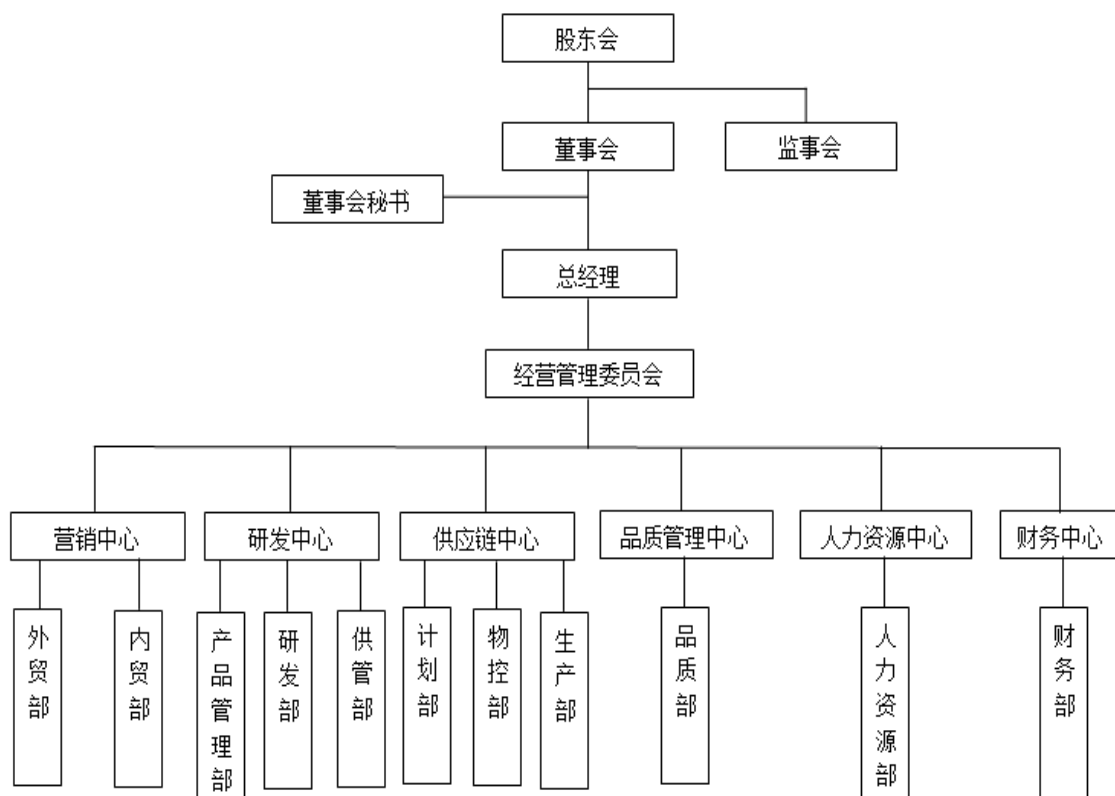 股东会
董事会
监事会
董事会秘书
总经理
经营管理委员会
营销中心
研发中心
供应链中心
品质管理中心
人力资源中心
财务中心
外贸部
内贸部
产品管理部
研发部
供管部
计划部
物控部
生产部
品质部
人力资源部
财务部